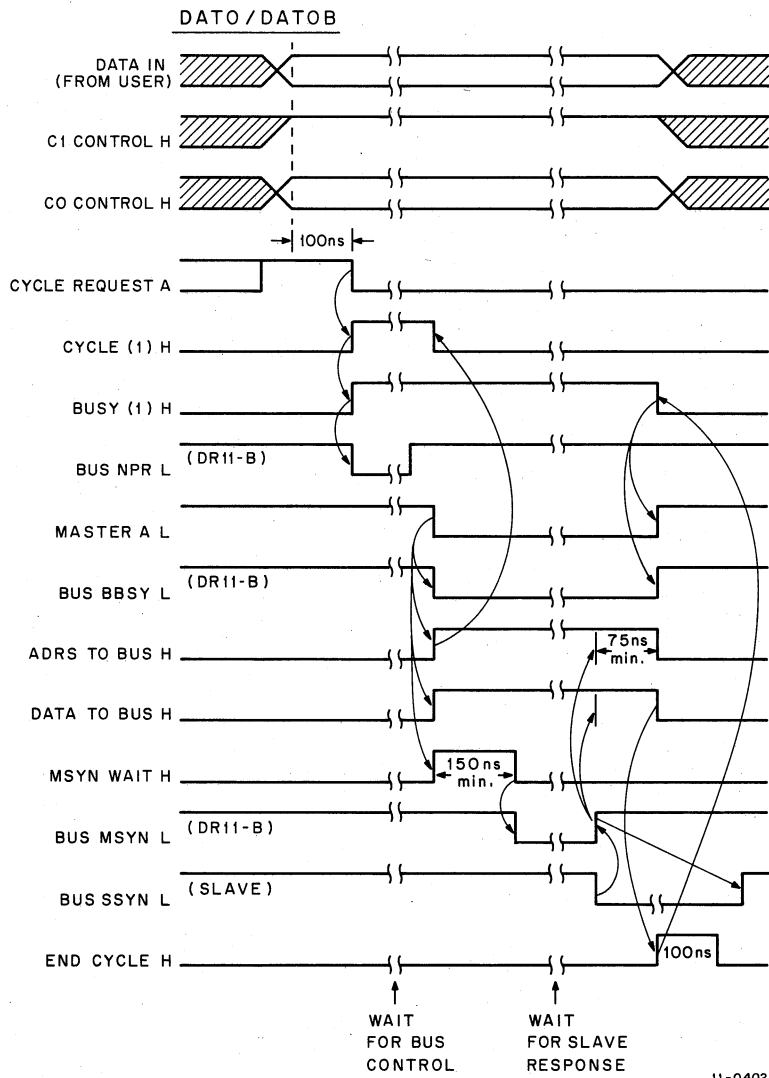 DATO/DATOB
DATA IN
(FROM USER)
C1 CONTROL H
C0 CONTROL H
100ns
CYCLE REQUEST A
CYCLE (1) H
BUSY (1) H
BUS NPR L
(DR11-B)
MASTER A L
BUS BBSY L
(DR11-B)
ADRS TO BUS H
75ns
min.
DATA TO BUS H
MSYN WAIT H
150ns
min.
BUS MSYN L
(DR11-B)
BUS SSYN L
(SLAVE)
END CYCLE H
100ns
WAIT
FOR BUS
CONTROL
WAIT
FOR SLAVE
RESPONSE